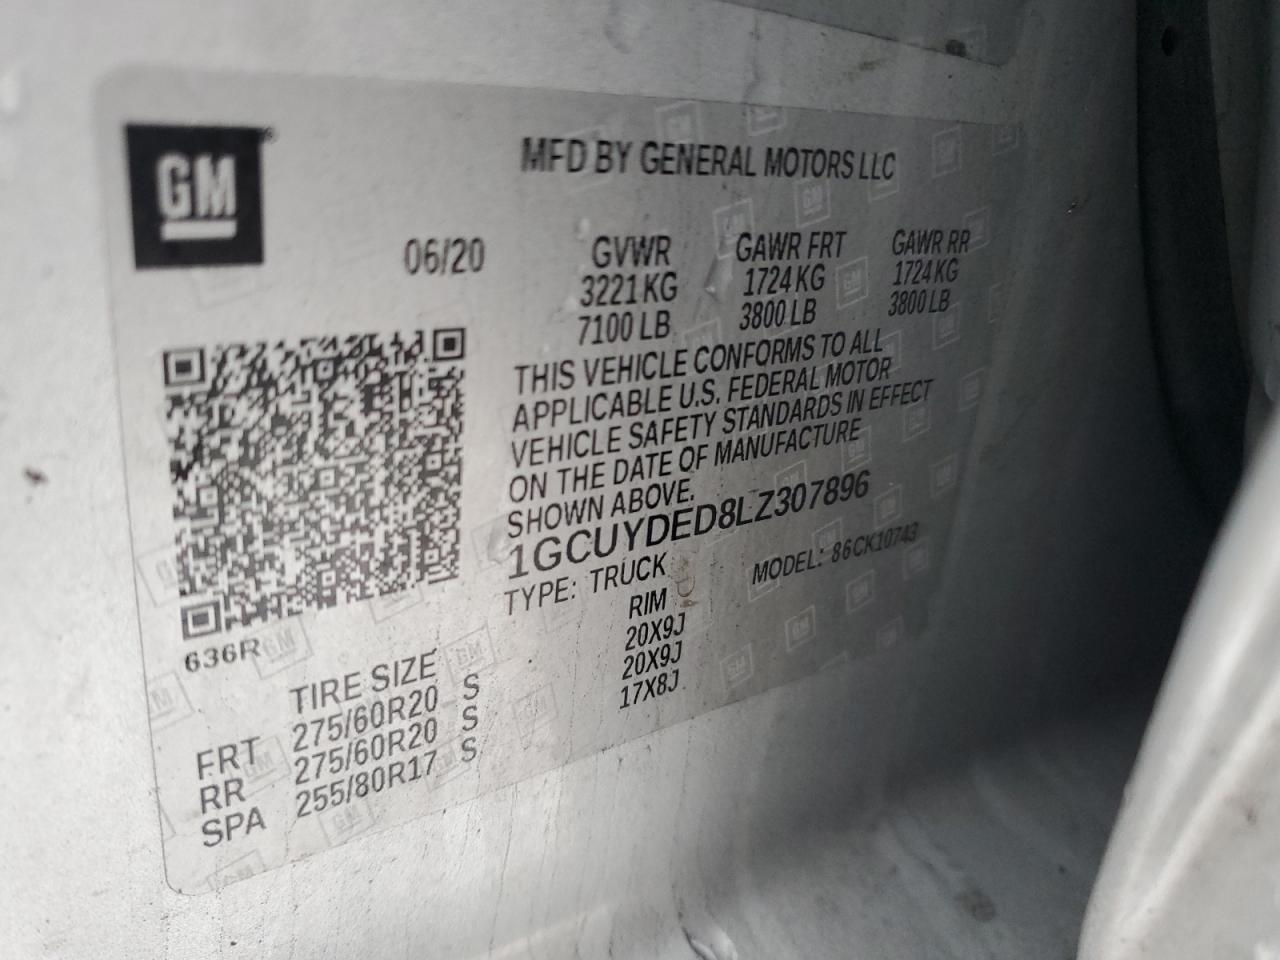 GM
MFD BY GENERAL MOTORS LLC
06/20
GVWR GAWR FRT GAWR RR
3221 KG 1724 KG 1724 KG
7100 LB 3800 LB 3800 LB
THIS VEHICLE CONFORMS TO ALL
APPLICABLE U.S. FEDERAL MOTOR
VEHICLE SAFETY STANDARDS IN EFFECT
ON THE DATE OF MANUFACTURE
SHOWN ABOVE.
1GCUYDED8LZ307896
TYPE: TRUCK MODEL: 86CK10743
636R
TIRE SIZE RIM
FRT 275/60R20 S 20X9J
RR 275/60R20 S 20X9J
SPA 255/80R17 S 17X8J